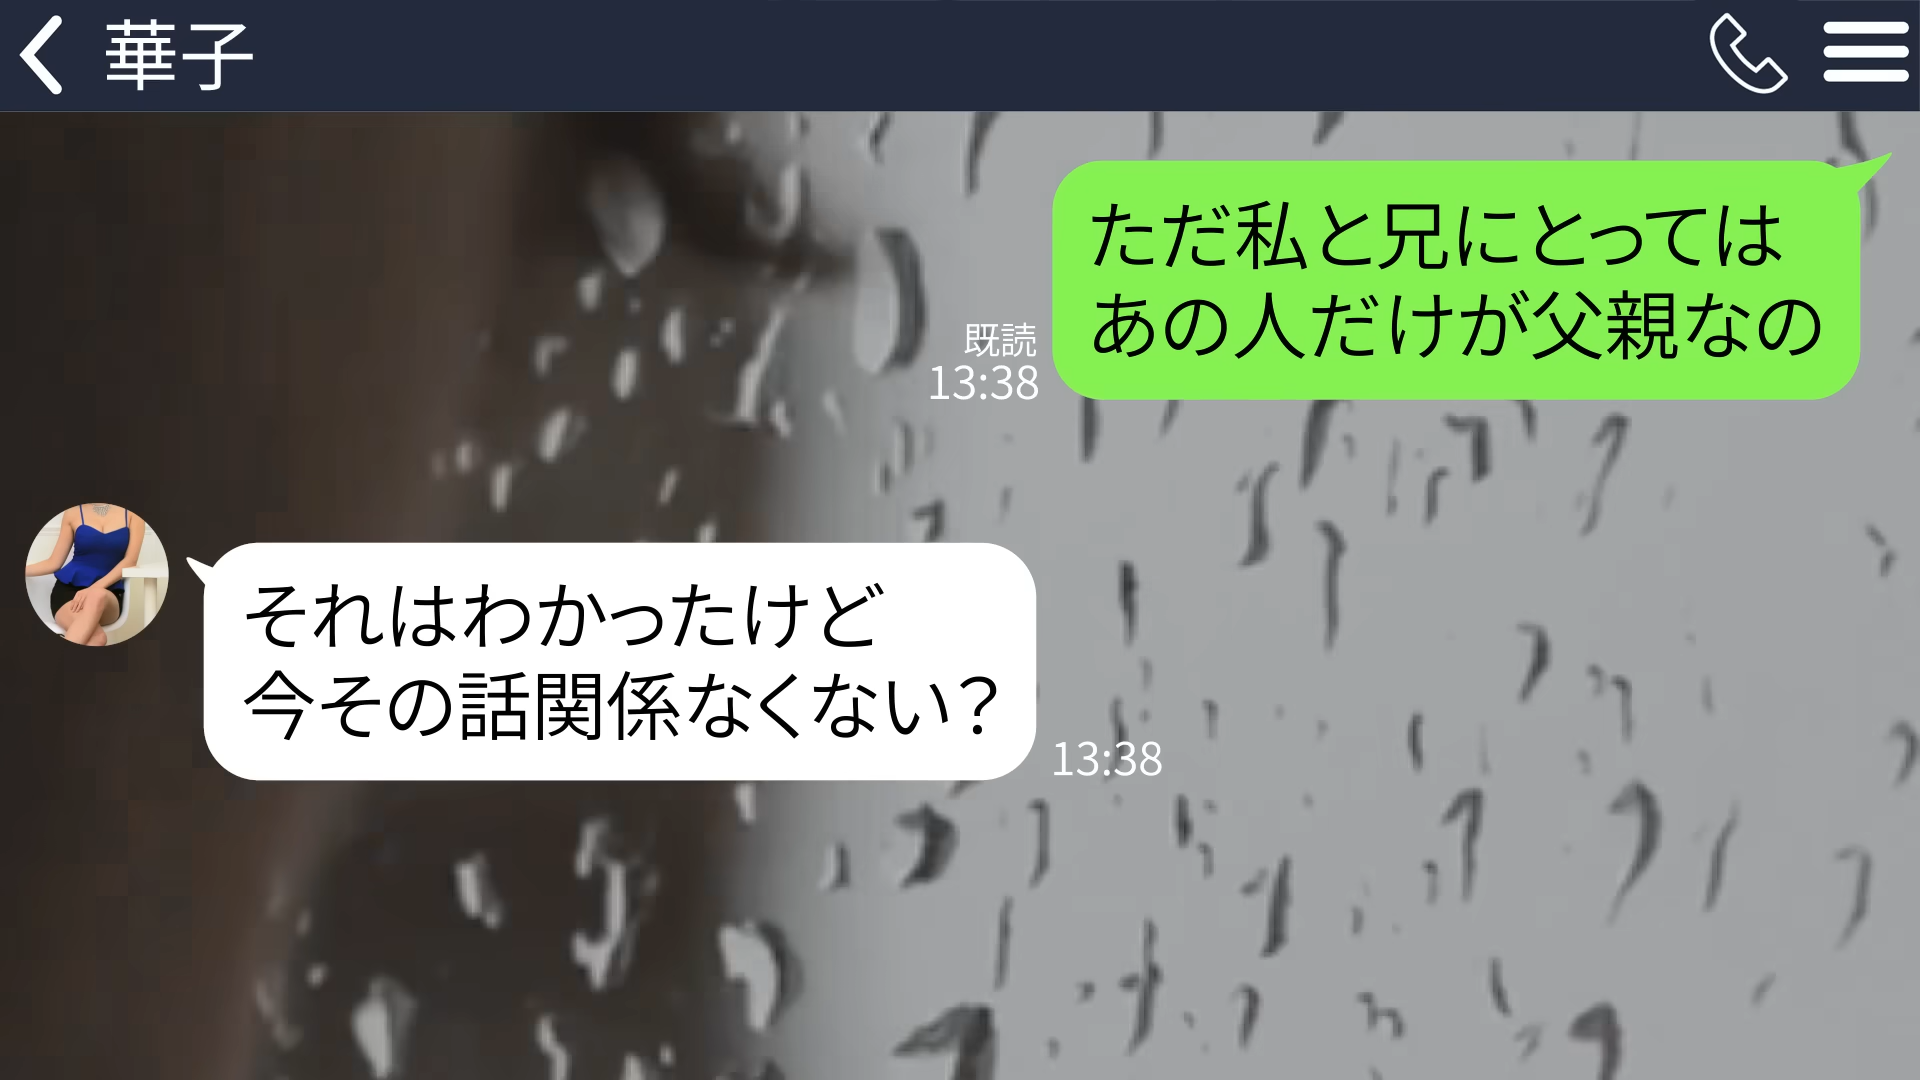 華子
ただ私と兄にとっては
あの人だけが父親なの
既読
13:38
それはわかったけど
今その話関係なくない？
13:38